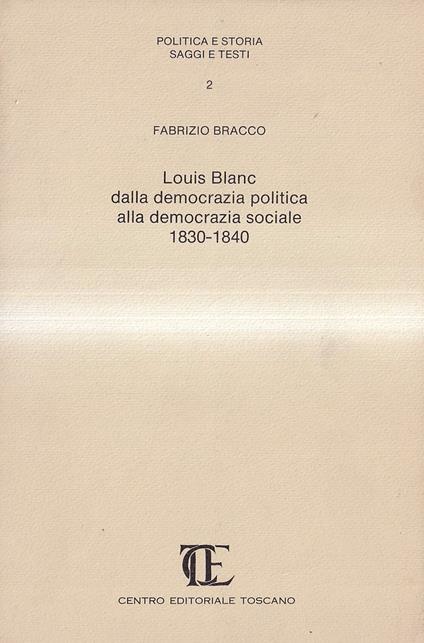 POLITICA E STORIA
SAGGI E TESTI
2
FABRIZIO BRACCO
Louis Blanc
dalla democrazia politica
alla democrazia sociale
1830-1840
CTE
CENTRO EDITORIALE TOSCANO